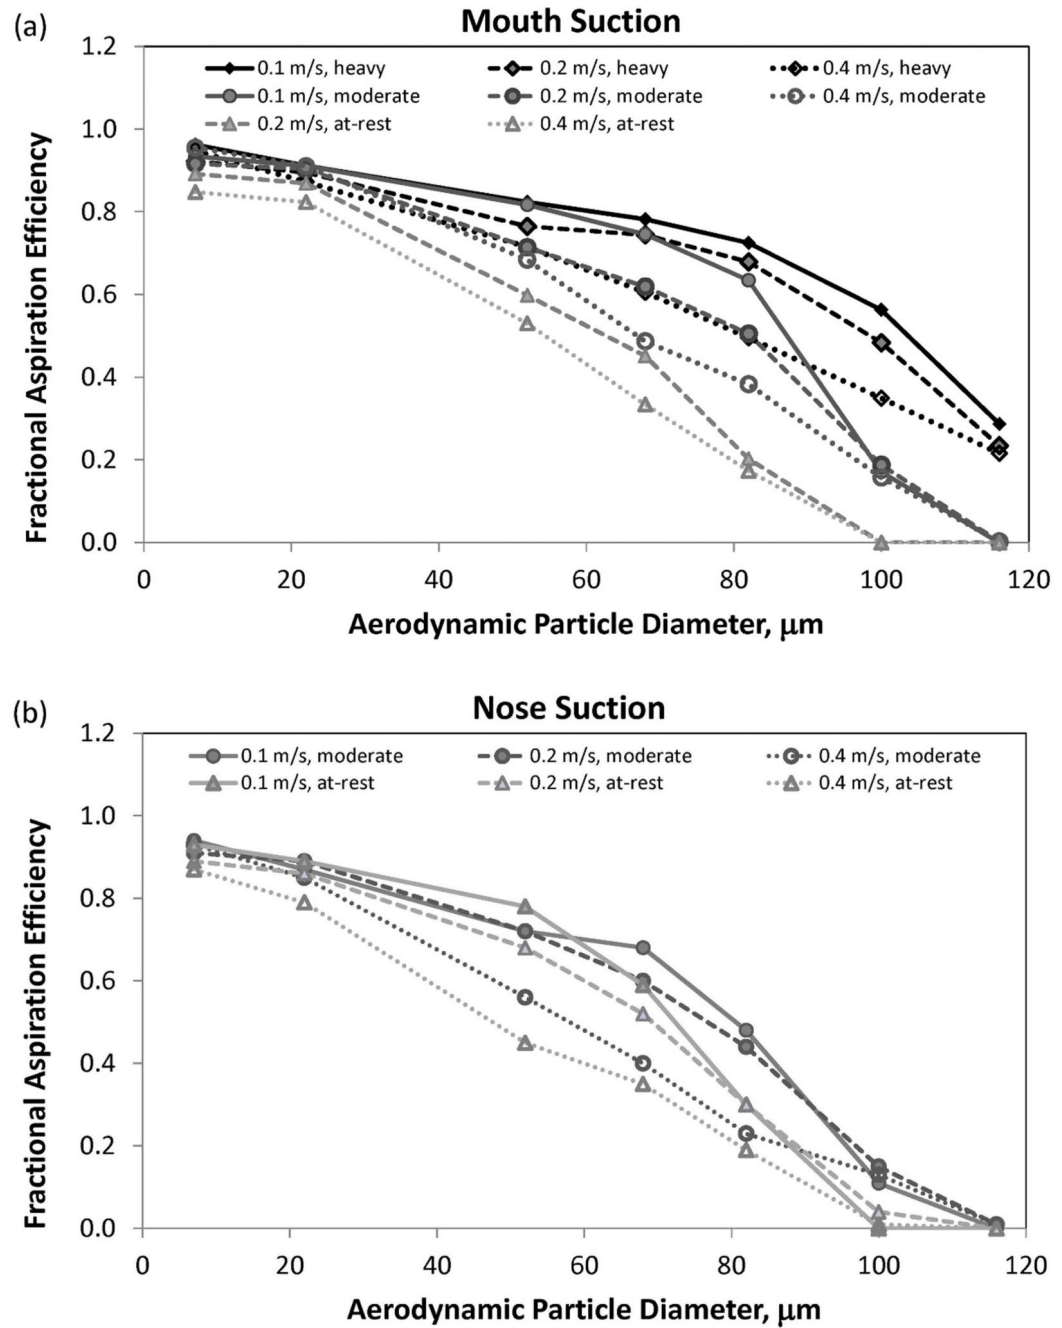 (a)
Mouth Suction
1.2
1.0
0.8
0.6
0.4
0.2
0.0
Fractional Aspiration Efficiency
0.1 m/s, heavy 0.2 m/s, heavy 0.4 m/s, heavy
0.1 m/s, moderate 0.2 m/s, moderate 0.4 m/s, moderate
0.2 m/s, at-rest 0.4 m/s, at-rest
0 20 40 60 80 100 120
Aerodynamic Particle Diameter, μm
(b)
Nose Suction
1.2
1.0
0.8
0.6
0.4
0.2
0.0
Fractional Aspiration Efficiency
0.1 m/s, moderate 0.2 m/s, moderate 0.4 m/s, moderate
0.1 m/s, at-rest 0.2 m/s, at-rest 0.4 m/s, at-rest
0 20 40 60 80 100 120
Aerodynamic Particle Diameter, μm